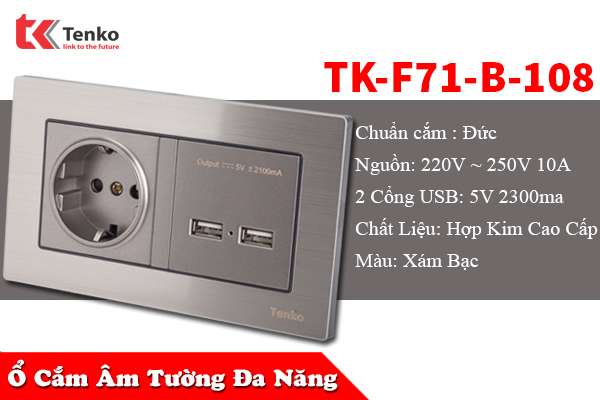 Tenko
link to the future
TK-F71-B-108
Chuẩn cắm : Đức
Nguồn: 220V ~ 250V 10A
2 Cổng USB: 5V 2300ma
Chất Liệu: Hợp Kim Cao Cấp
Màu: Xám Bạc
Output ⎓ 5V ± 2100mA
Tenko
Ổ Cắm Âm Tường Đa Năng